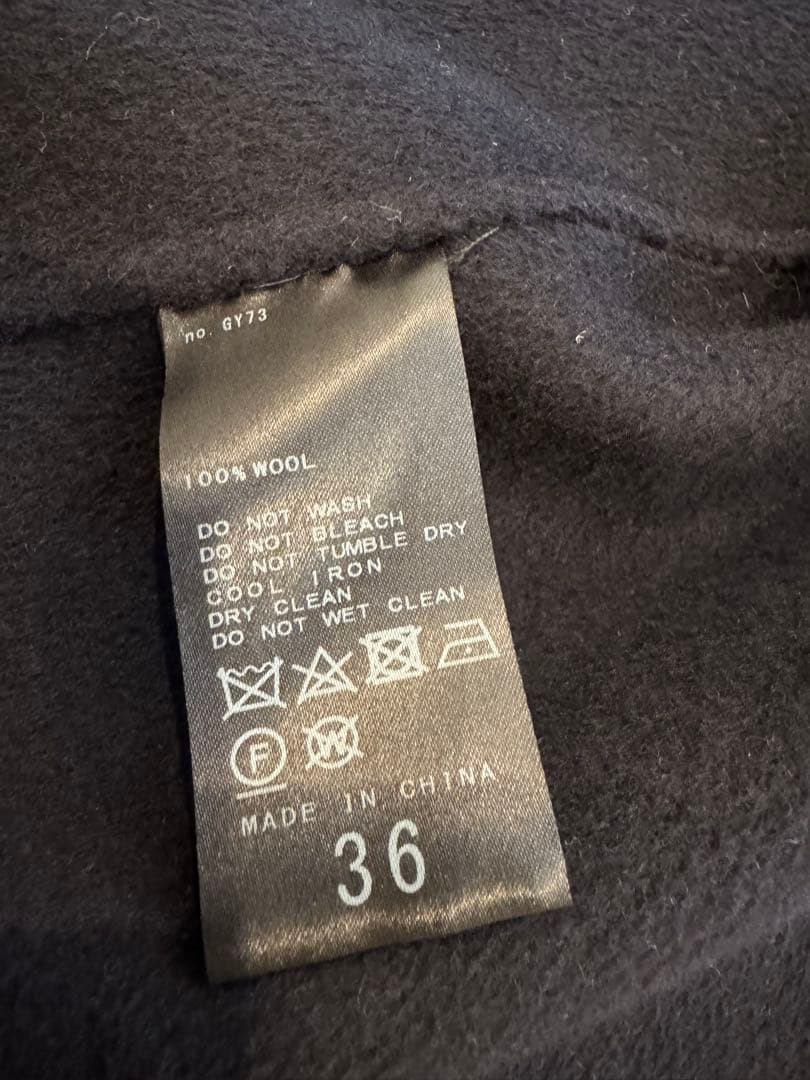 no. GY73
100% WOOL
DO NOT WASH
DO NOT BLEACH
DO NOT TUMBLE DRY
COOL IRON
DRY CLEAN
DO NOT WET CLEAN
F W
MADE IN CHINA
36